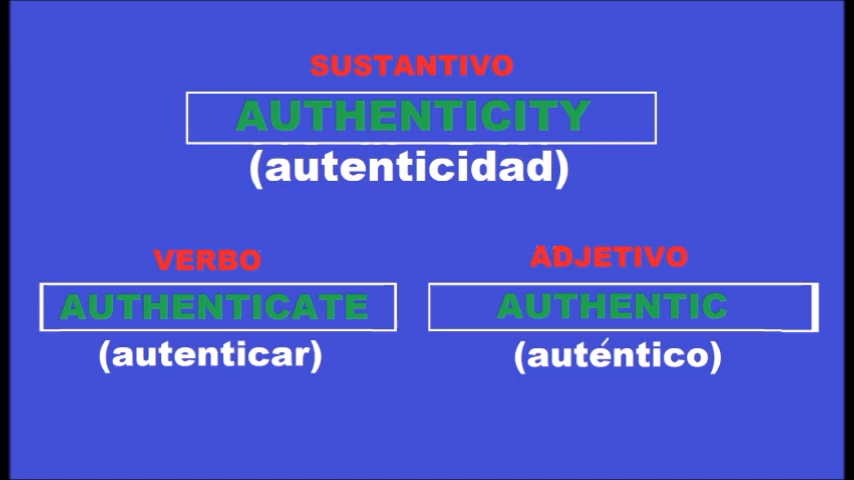 SUSTANTIVO
AUTHENTICITY
(autenticidad)
VERBO
AUTHENTICATE
(autenticar)
ADJETIVO
AUTHENTIC
(auténtico)